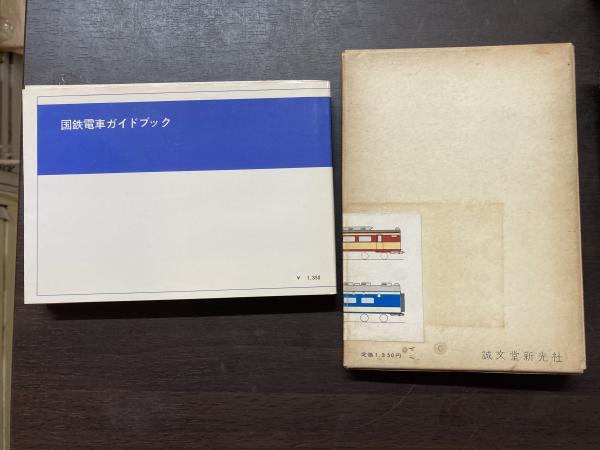 国鉄電車ガイドブック
¥ 1,350
定価1,350円
誠文堂新光社